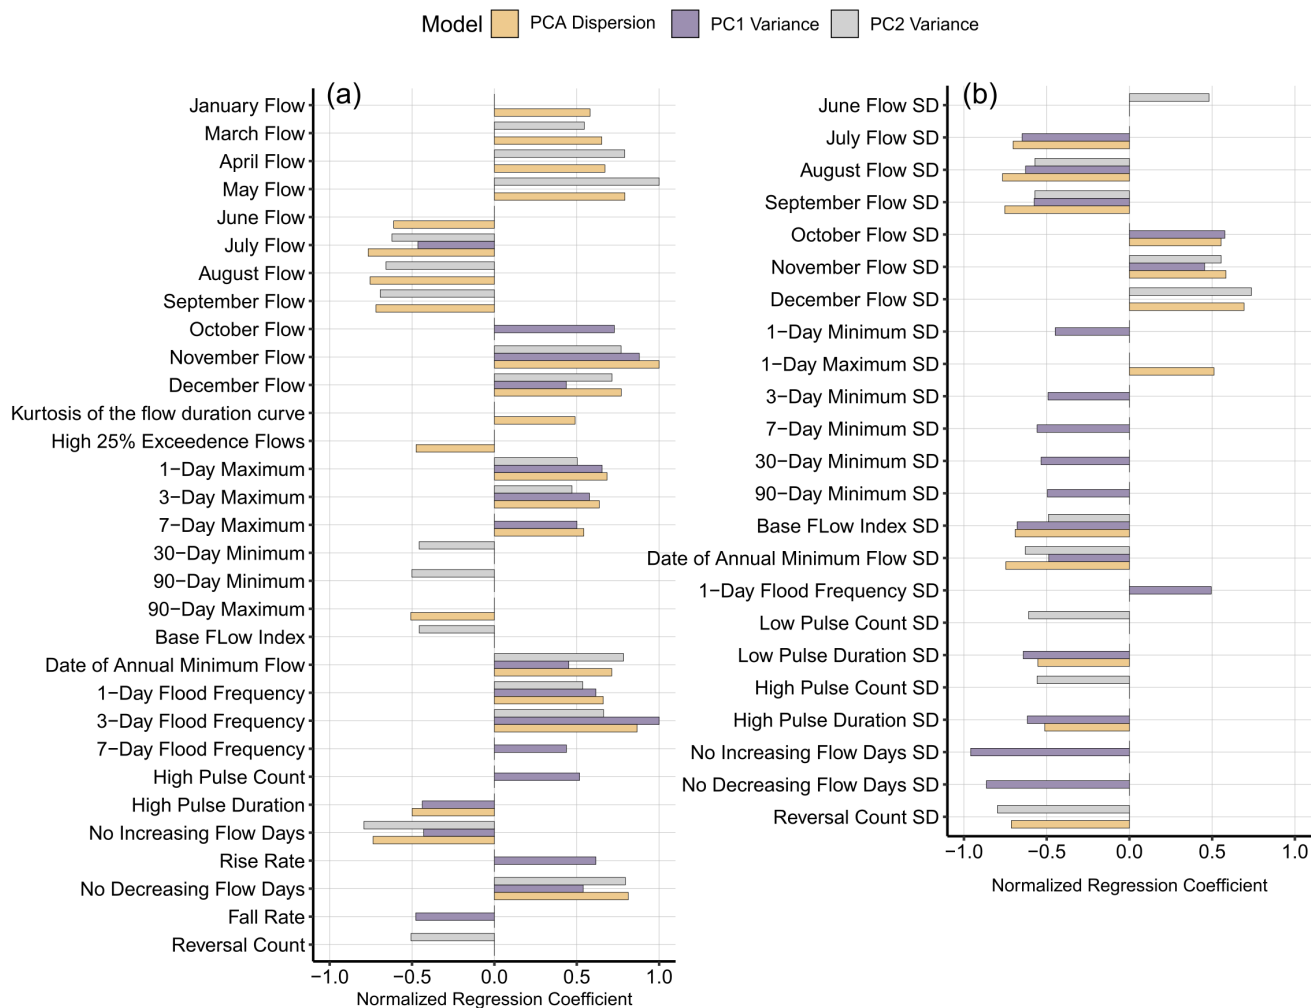 Model PCA Dispersion PC1 Variance PC2 Variance
(a)
January Flow
March Flow
April Flow
May Flow
June Flow
July Flow
August Flow
September Flow
October Flow
November Flow
December Flow
Kurtosis of the flow duration curve
High 25% Exceedence Flows
1−Day Maximum
3−Day Maximum
7−Day Maximum
30−Day Minimum
90−Day Minimum
90−Day Maximum
Base FLow Index
Date of Annual Minimum Flow
1−Day Flood Frequency
3−Day Flood Frequency
7−Day Flood Frequency
High Pulse Count
High Pulse Duration
No Increasing Flow Days
Rise Rate
No Decreasing Flow Days
Fall Rate
Reversal Count
−1.0 −0.5 0.0 0.5 1.0
Normalized Regression Coefficient
(b)
June Flow SD
July Flow SD
August Flow SD
September Flow SD
October Flow SD
November Flow SD
December Flow SD
1−Day Minimum SD
1−Day Maximum SD
3−Day Minimum SD
7−Day Minimum SD
30−Day Minimum SD
90−Day Minimum SD
Base FLow Index SD
Date of Annual Minimum Flow SD
1−Day Flood Frequency SD
Low Pulse Count SD
Low Pulse Duration SD
High Pulse Count SD
High Pulse Duration SD
No Increasing Flow Days SD
No Decreasing Flow Days SD
Reversal Count SD
−1.0 −0.5 0.0 0.5 1.0
Normalized Regression Coefficient